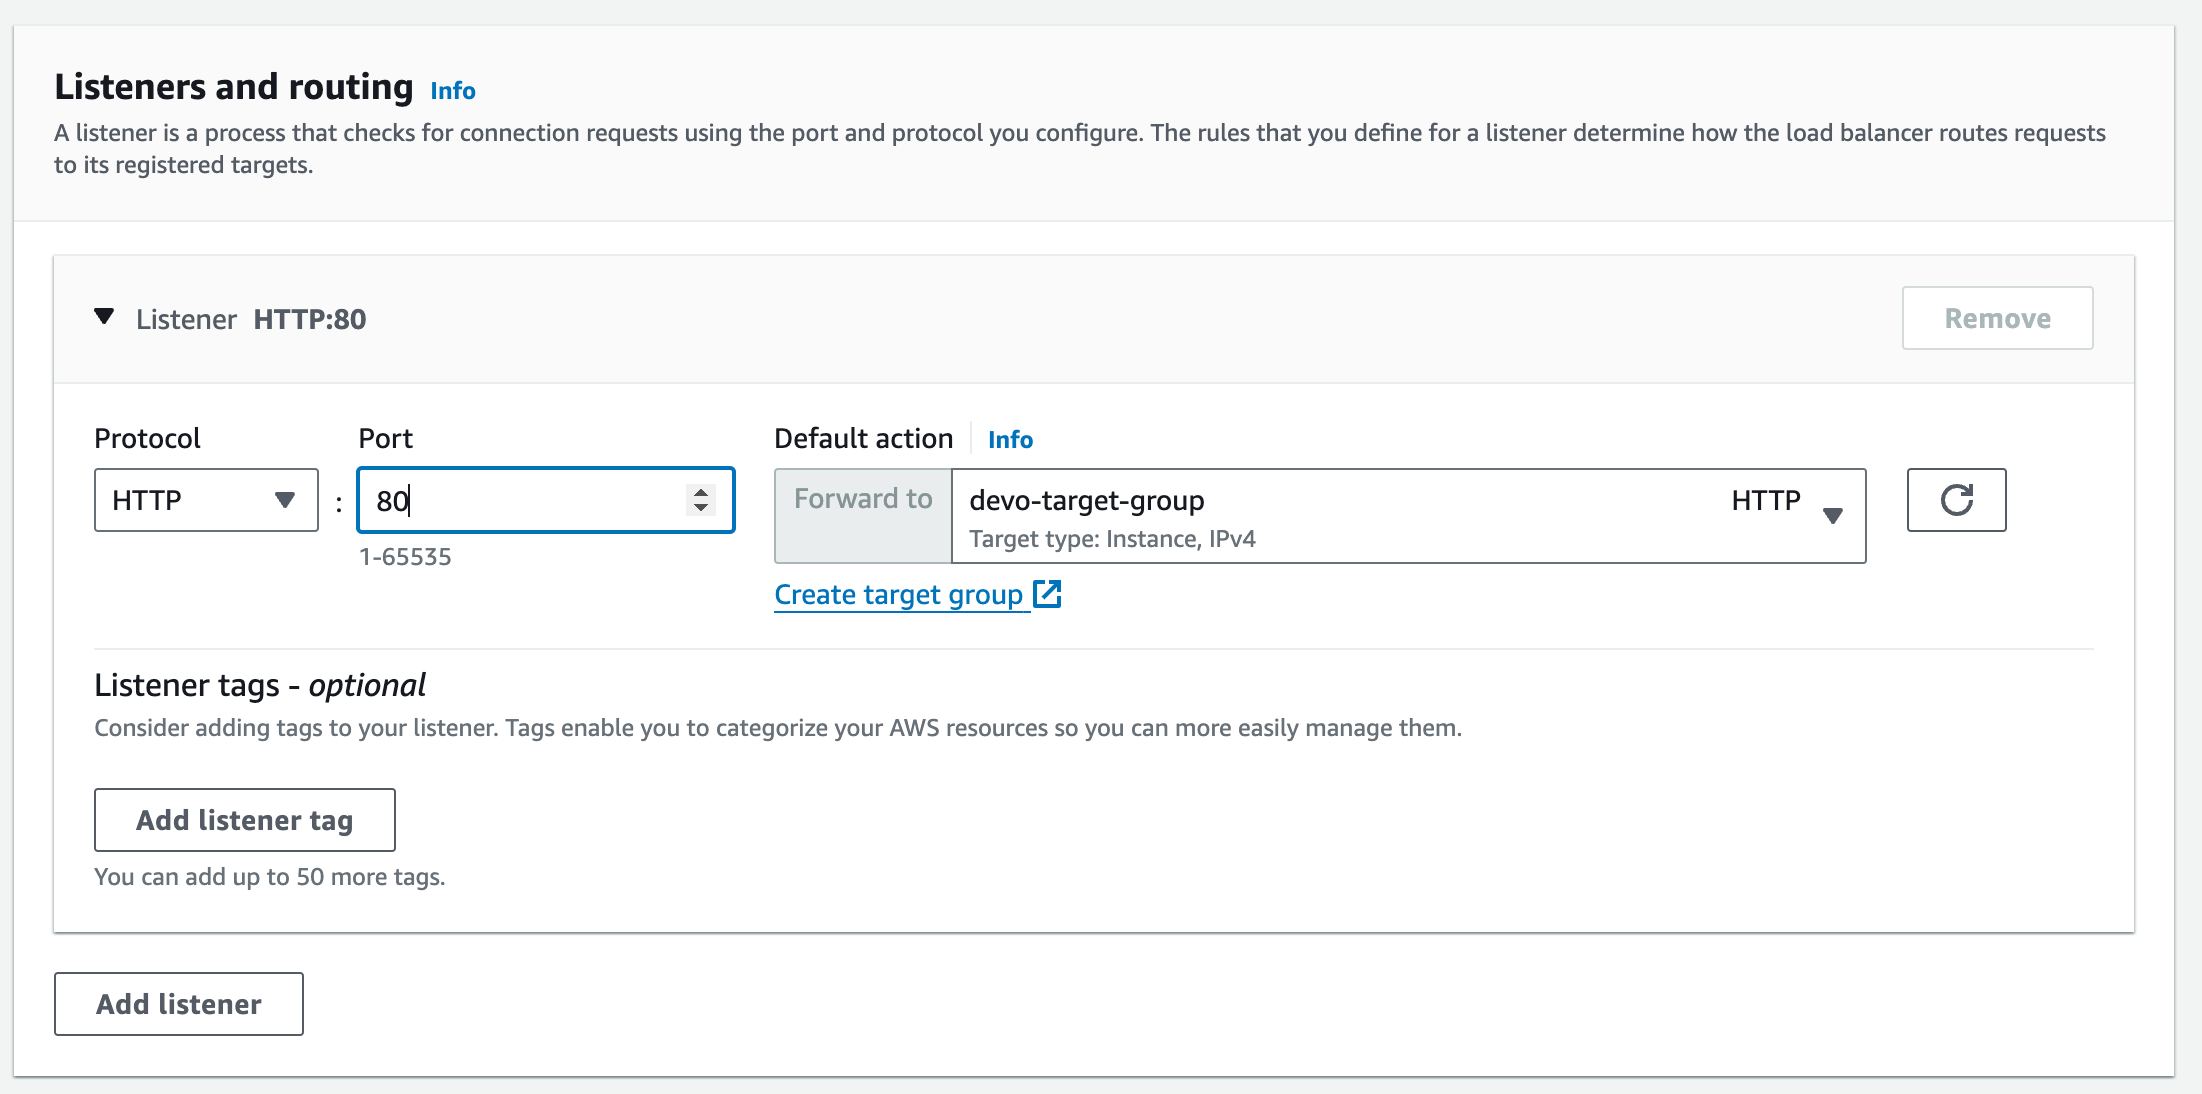 Listeners and routing Info
A listener is a process that checks for connection requests using the port and protocol you configure. The rules that you define for a listener determine how the load balancer routes requests
to its registered targets.
Listener HTTP:80
Remove
Protocol
Port
Default action
Info
HTTP
:
80
Forward to
devo-target-group
HTTP
Target type: Instance, IPv4
1-65535
Create target group
Listener tags - optional
Consider adding tags to your listener. Tags enable you to categorize your AWS resources so you can more easily manage them.
Add listener tag
You can add up to 50 more tags.
Add listener